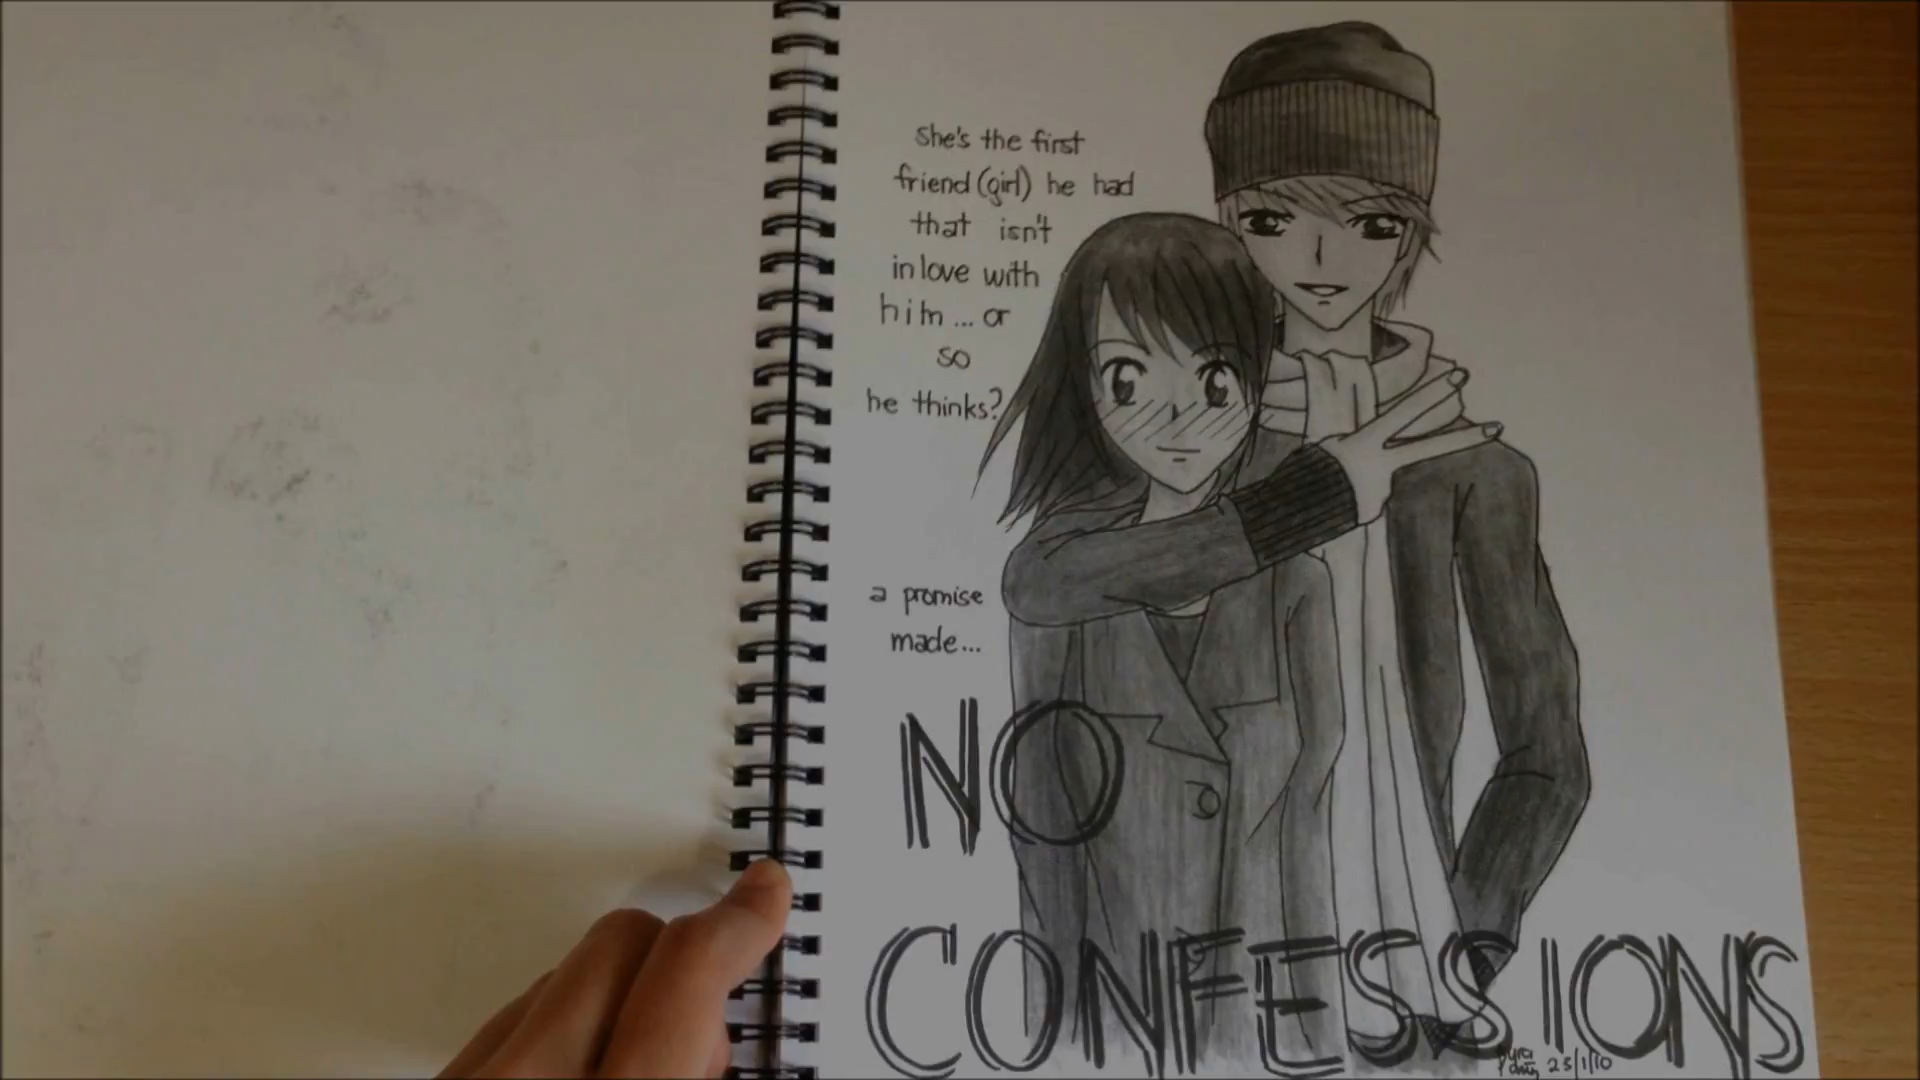 She's the first
friend (girl) he had
that isn't
in love with
him... or
so
he thinks?
a promise
made...
NO
CONFESSIONS
23/1/10